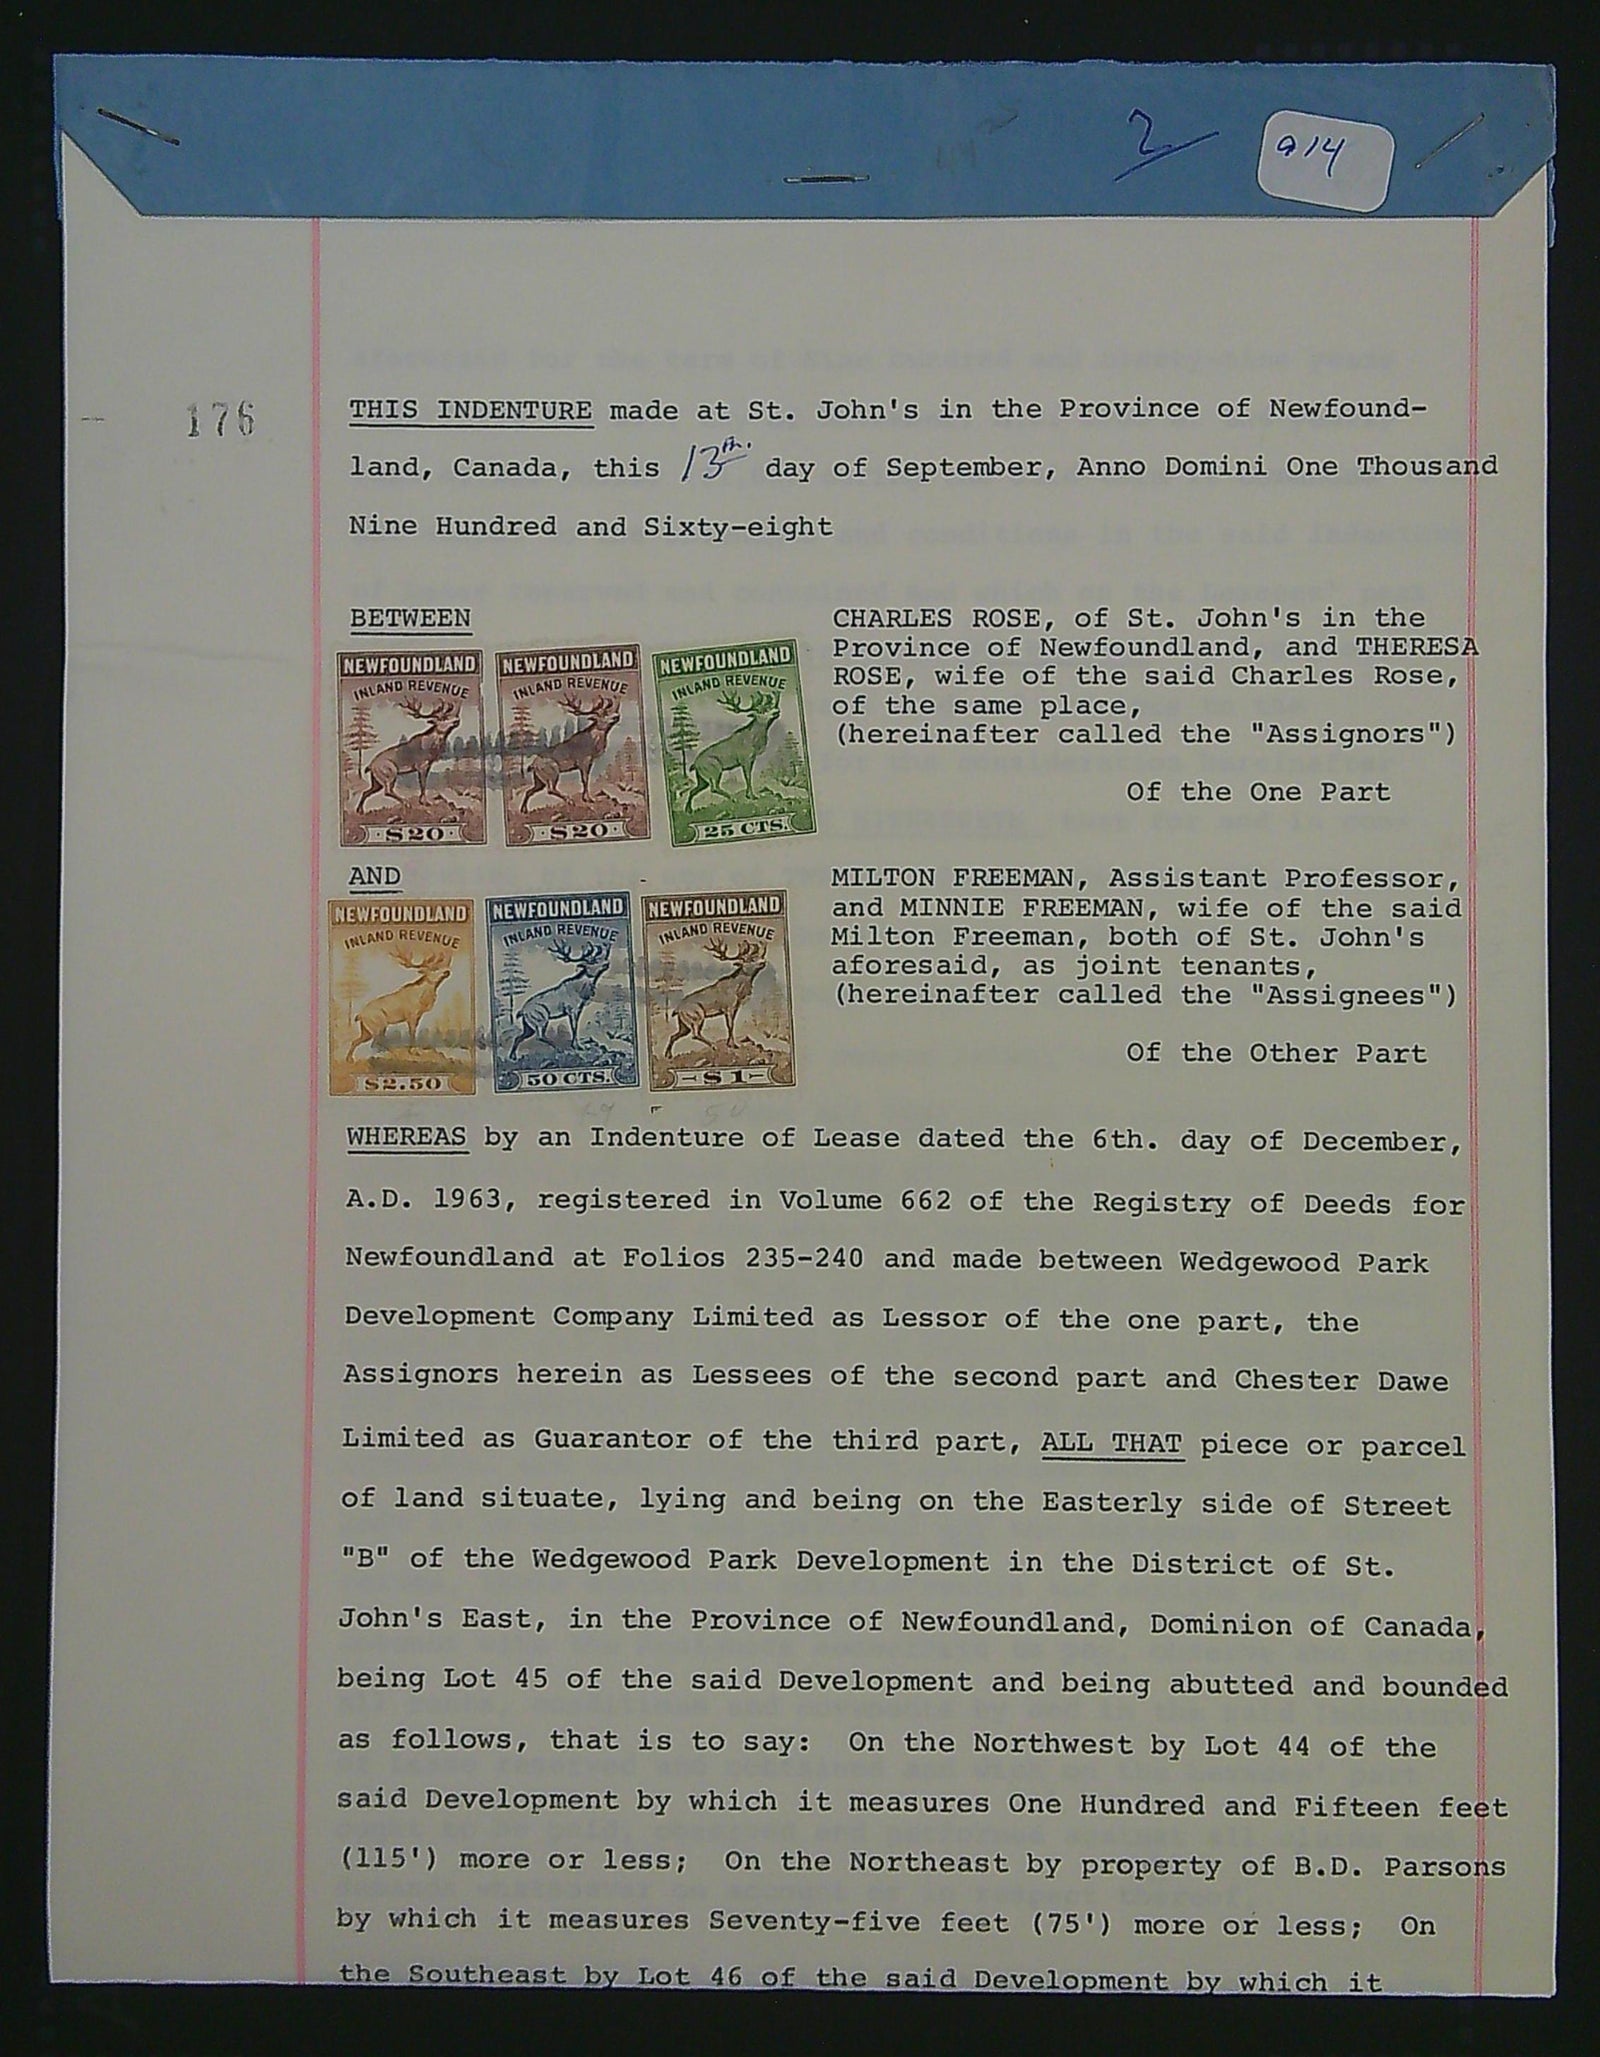 2
914
176
THIS INDENTURE made at St. John's in the Province of Newfound-
land, Canada, this 13th. day of September, Anno Domini One Thousand
Nine Hundred and Sixty-eight
BETWEEN
CHARLES ROSE, of St. John's in the
Province of Newfoundland, and THERESA
ROSE, wife of the said Charles Rose,
of the same place,
(hereinafter called the "Assignors")
Of the One Part
NEWFOUNDLAND
INLAND REVENUE
$20
NEWFOUNDLAND
INLAND REVENUE
$20
NEWFOUNDLAND
INLAND REVENUE
25 CTS.
AND
MILTON FREEMAN, Assistant Professor,
and MINNIE FREEMAN, wife of the said
Milton Freeman, both of St. John's
aforesaid, as joint tenants,
(hereinafter called the "Assignees")
Of the Other Part
NEWFOUNDLAND
INLAND REVENUE
$2.50
NEWFOUNDLAND
INLAND REVENUE
50 CTS.
NEWFOUNDLAND
INLAND REVENUE
$1
WHEREAS by an Indenture of Lease dated the 6th. day of December,
A.D. 1963, registered in Volume 662 of the Registry of Deeds for
Newfoundland at Folios 235-240 and made between Wedgewood Park
Development Company Limited as Lessor of the one part, the
Assignors herein as Lessees of the second part and Chester Dawe
Limited as Guarantor of the third part, ALL THAT piece or parcel
of land situate, lying and being on the Easterly side of Street
"B" of the Wedgewood Park Development in the District of St.
John's East, in the Province of Newfoundland, Dominion of Canada,
being Lot 45 of the said Development and being abutted and bounded
as follows, that is to say: On the Northwest by Lot 44 of the
said Development by which it measures One Hundred and Fifteen feet
(115') more or less; On the Northeast by property of B.D. Parsons
by which it measures Seventy-five feet (75') more or less; On
the Southeast by Lot 46 of the said Development by which it